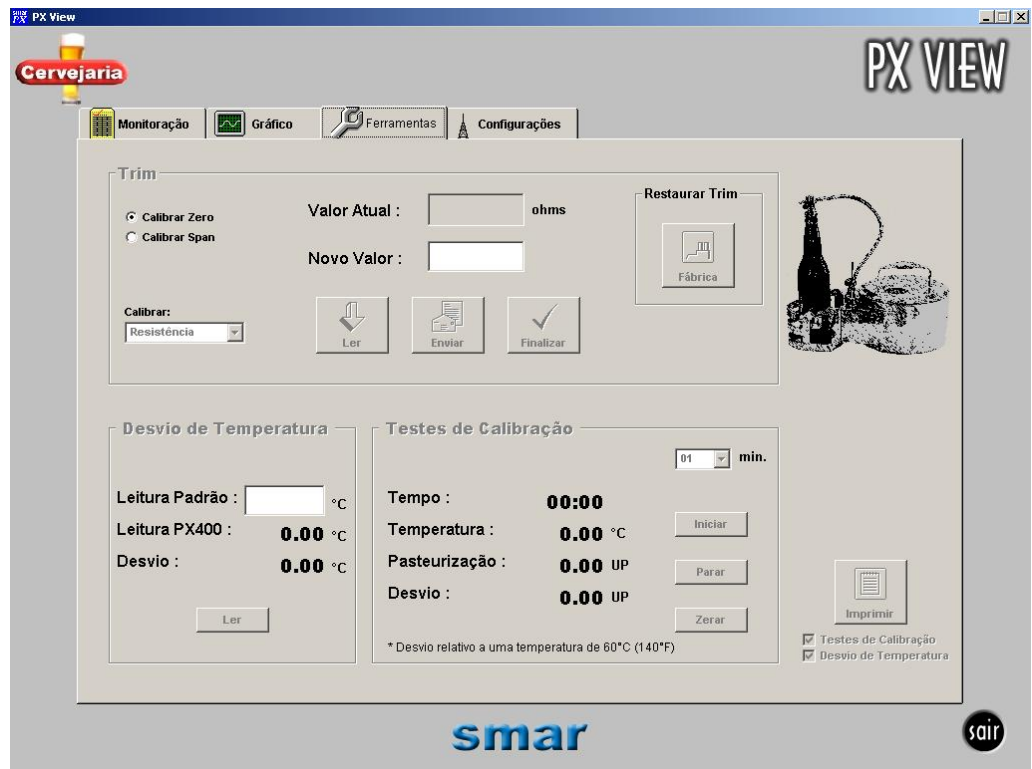 smar PX PX View
Cervejaria
PX VIEW
Monitoração
Gráfico
Ferramentas
Configurações
Trim
Calibrar Zero
Calibrar Span
Valor Atual :
ohms
Novo Valor :
Restaurar Trim
Fábrica
Calibrar:
Resistência
Ler
Enviar
Finalizar
Desvio de Temperatura
Leitura Padrão :
°C
Leitura PX400 :
0.00 °C
Desvio :
0.00 °C
Ler
Testes de Calibração
01
min.
Tempo :
00:00
Temperatura :
0.00 °C
Pasteurização :
0.00 UP
Desvio :
0.00 UP
Iniciar
Parar
Zerar
* Desvio relativo a uma temperatura de 60°C (140°F)
Imprimir
Testes de Calibração
Desvio de Temperatura
smar
sair